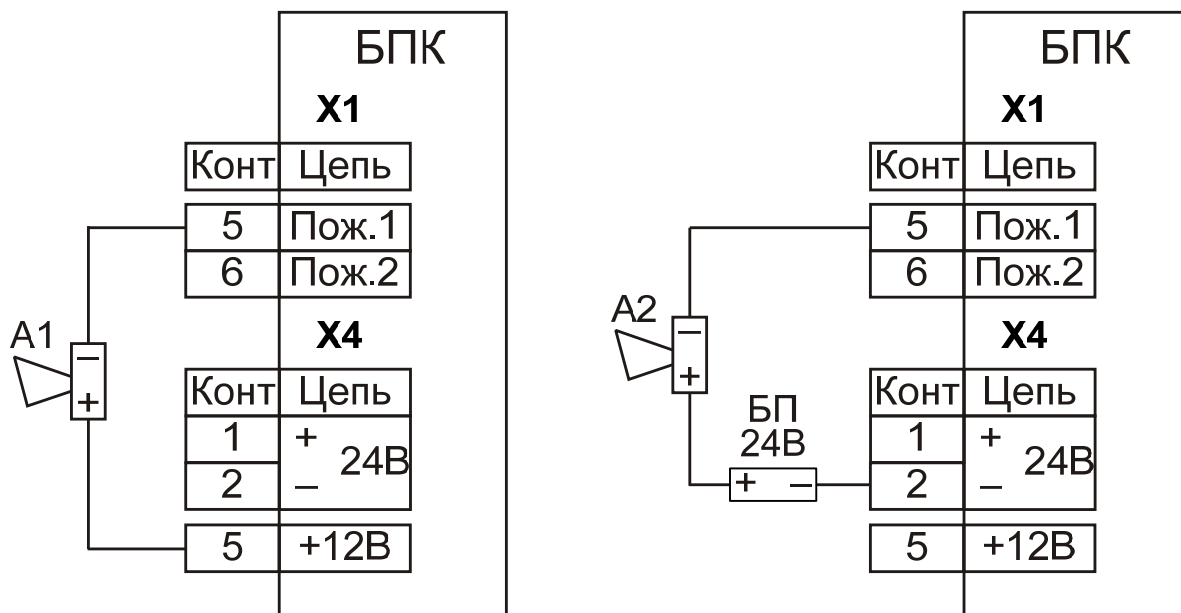 БПК
X1
Конт Цепь
5 Пож.1
6 Пож.2
A1
− +
X4
Конт Цепь
1 +
24В
2 −
5 +12В
БПК
X1
Конт Цепь
5 Пож.1
6 Пож.2
A2
− +
БП
24В
+ −
X4
Конт Цепь
1 +
24В
2 −
5 +12В